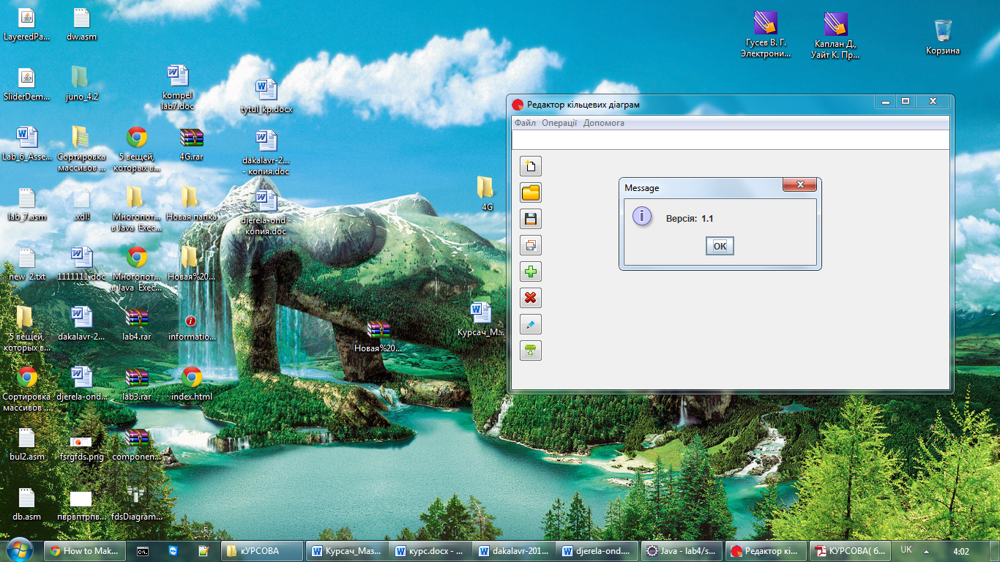 LayeredPa...
dw.asm
Гусев В. Г.
Электрони...
Каплан Д.,
Уайт К. Пр...
Корзина
SliderDem...
juno_4.2
kompel
lab7.doc
tytul_kp.docx
Редактор кільцевих діаграм
Файл Операції Допомога
Lab_6_Asse...
Сортировка
массивов ...
5 вещей,
которых в...
4G.rar
dakalavr-2...
- копия.doc
4G
Message
Версія: 1.1
OK
lab_7.asm
.xdl!
Многопот...
в Java Exec...
Новая папка
djerela-ond -
копия.doc
new_2.txt
1111111.doc
Многопот...
в Java Exec...
Новая%20...
5 вещей,
которых в...
dakalavr-2...
lab4.rar
informatio...
Новая%20...
Курсач_М...
Сортировка
массивов ...
djerela-ond...
lab3.rar
index.html
bul2.asm
fsrgfds.png
componen...
db.asm
пврвптрпв...
fdsDiagram...
How to Mak...
C:\.
кУРСОВА
Курсач_Маз...
курс.docx - ...
dakalavr-201...
djerela-ond....
Java - lab4/s...
Редактор кі...
КУРСОВА( б...
UK
4:02